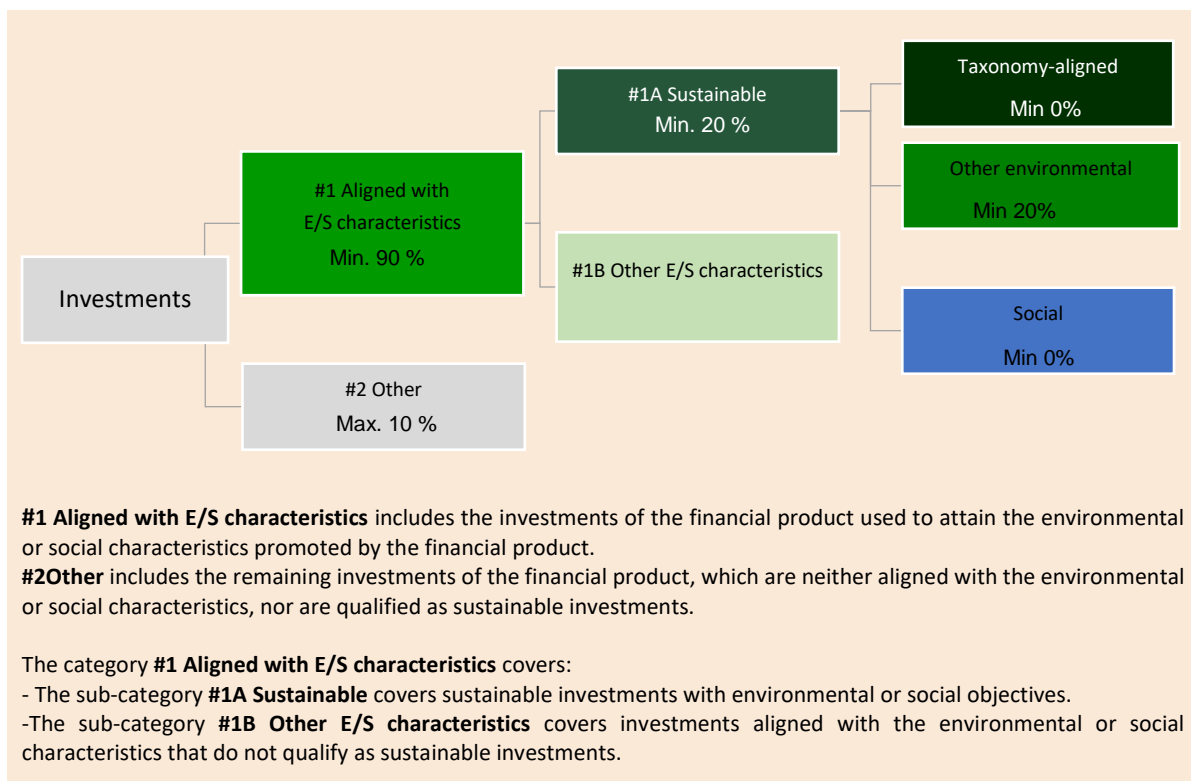 Investments
#1 Aligned with
E/S characteristics
Min. 90 %
#2 Other
Max. 10 %
#1A Sustainable
Min. 20 %
#1B Other E/S characteristics
Taxonomy-aligned
Min 0%
Other environmental
Min 20%
Social
Min 0%
#1 Aligned with E/S characteristics includes the investments of the financial product used to attain the environmental
or social characteristics promoted by the financial product.
#2Other includes the remaining investments of the financial product, which are neither aligned with the environmental
or social characteristics, nor are qualified as sustainable investments.
The category #1 Aligned with E/S characteristics covers:
- The sub-category #1A Sustainable covers sustainable investments with environmental or social objectives.
-The sub-category #1B Other E/S characteristics covers investments aligned with the environmental or social
characteristics that do not qualify as sustainable investments.